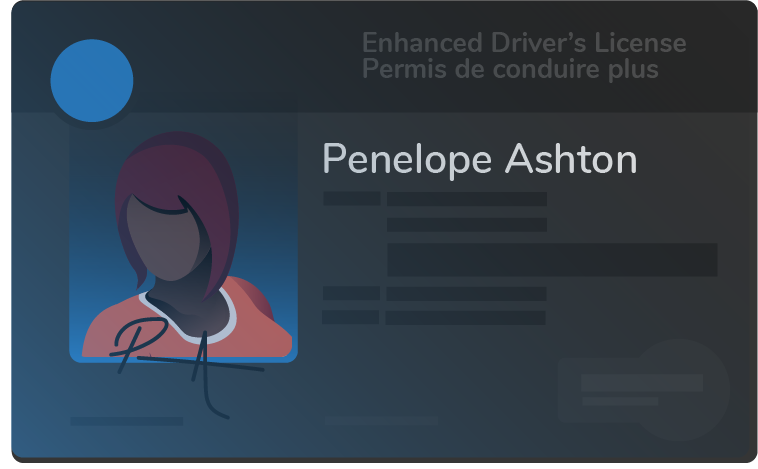 Enhanced Driver’s License
Permis de conduire plus
Penelope Ashton
P A